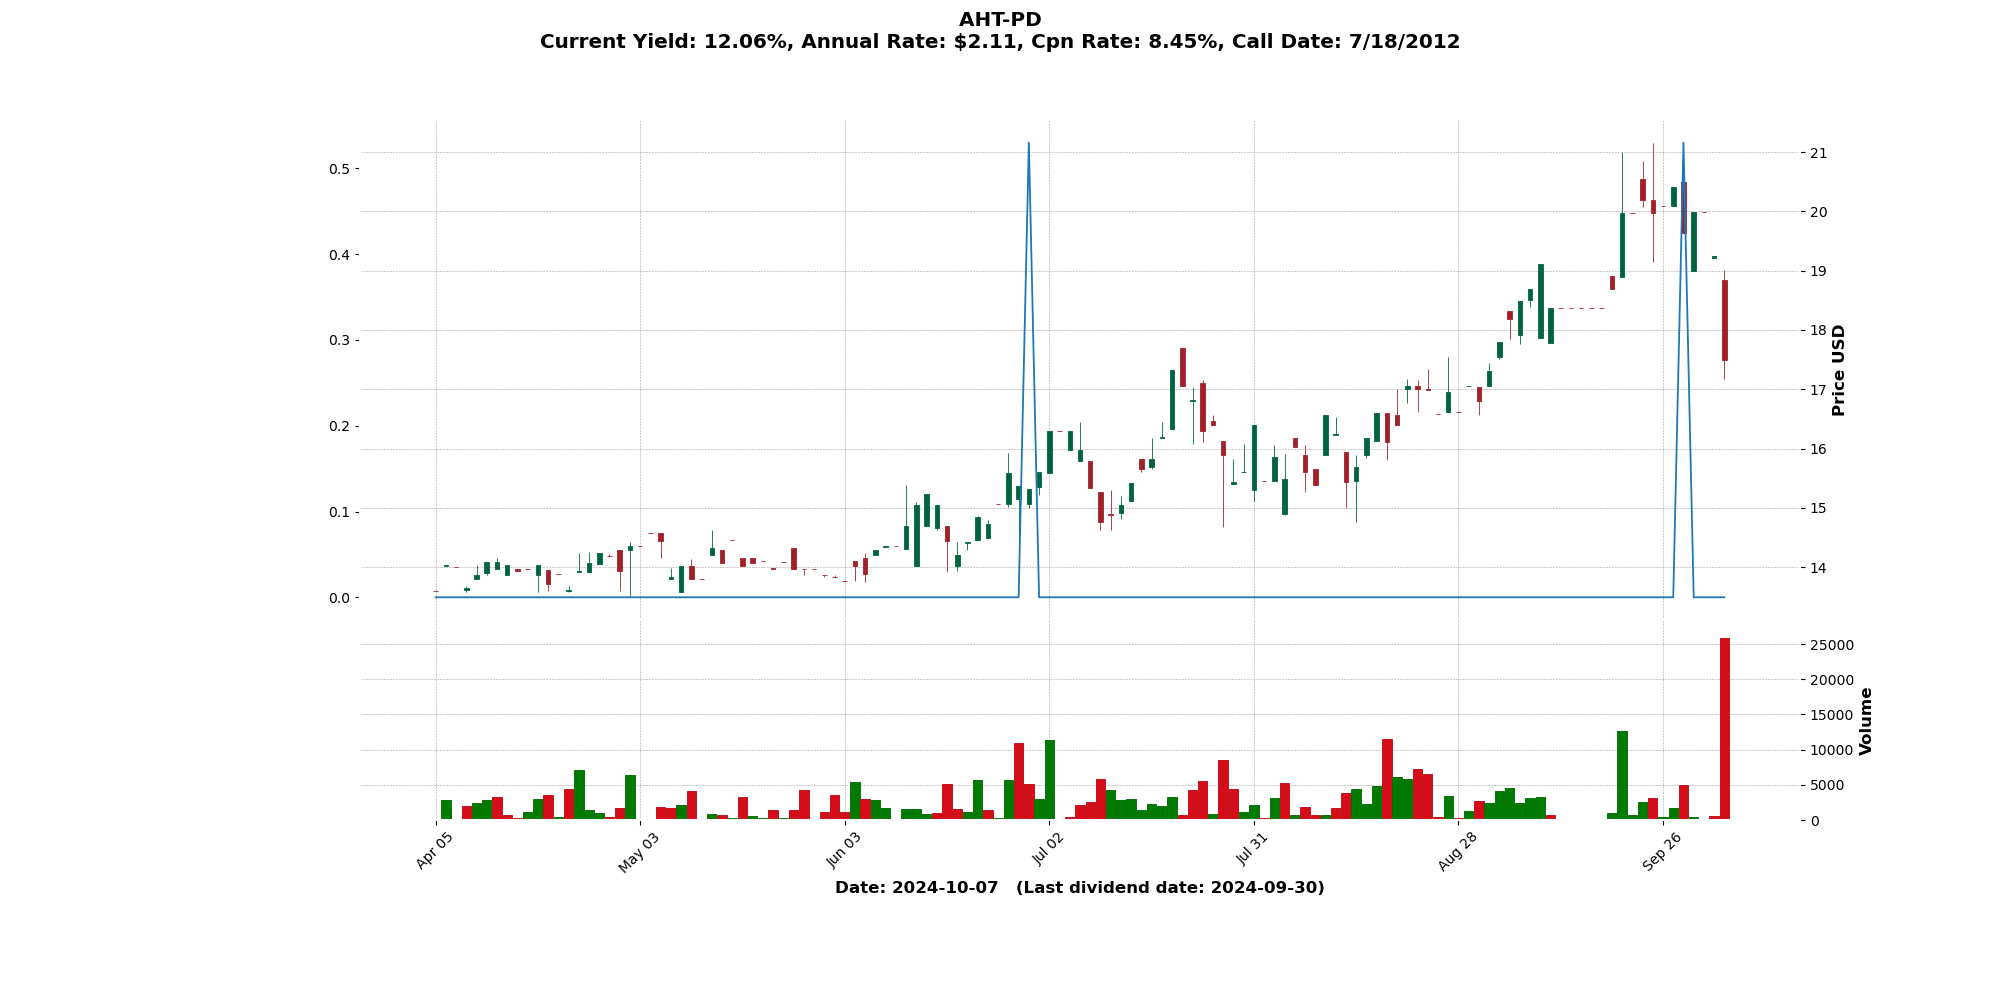 AHT-PD
Current Yield: 12.06%, Annual Rate: $2.11, Cpn Rate: 8.45%, Call Date: 7/18/2012
0.5
0.4
0.3
0.2
0.1
0.0
21
20
19
18
17
16
15
14
Price USD
25000
20000
15000
10000
5000
0
Volume
Apr 05
May 03
Jun 03
Jul 02
Jul 31
Aug 28
Sep 26
Date: 2024-10-07 (Last dividend date: 2024-09-30)